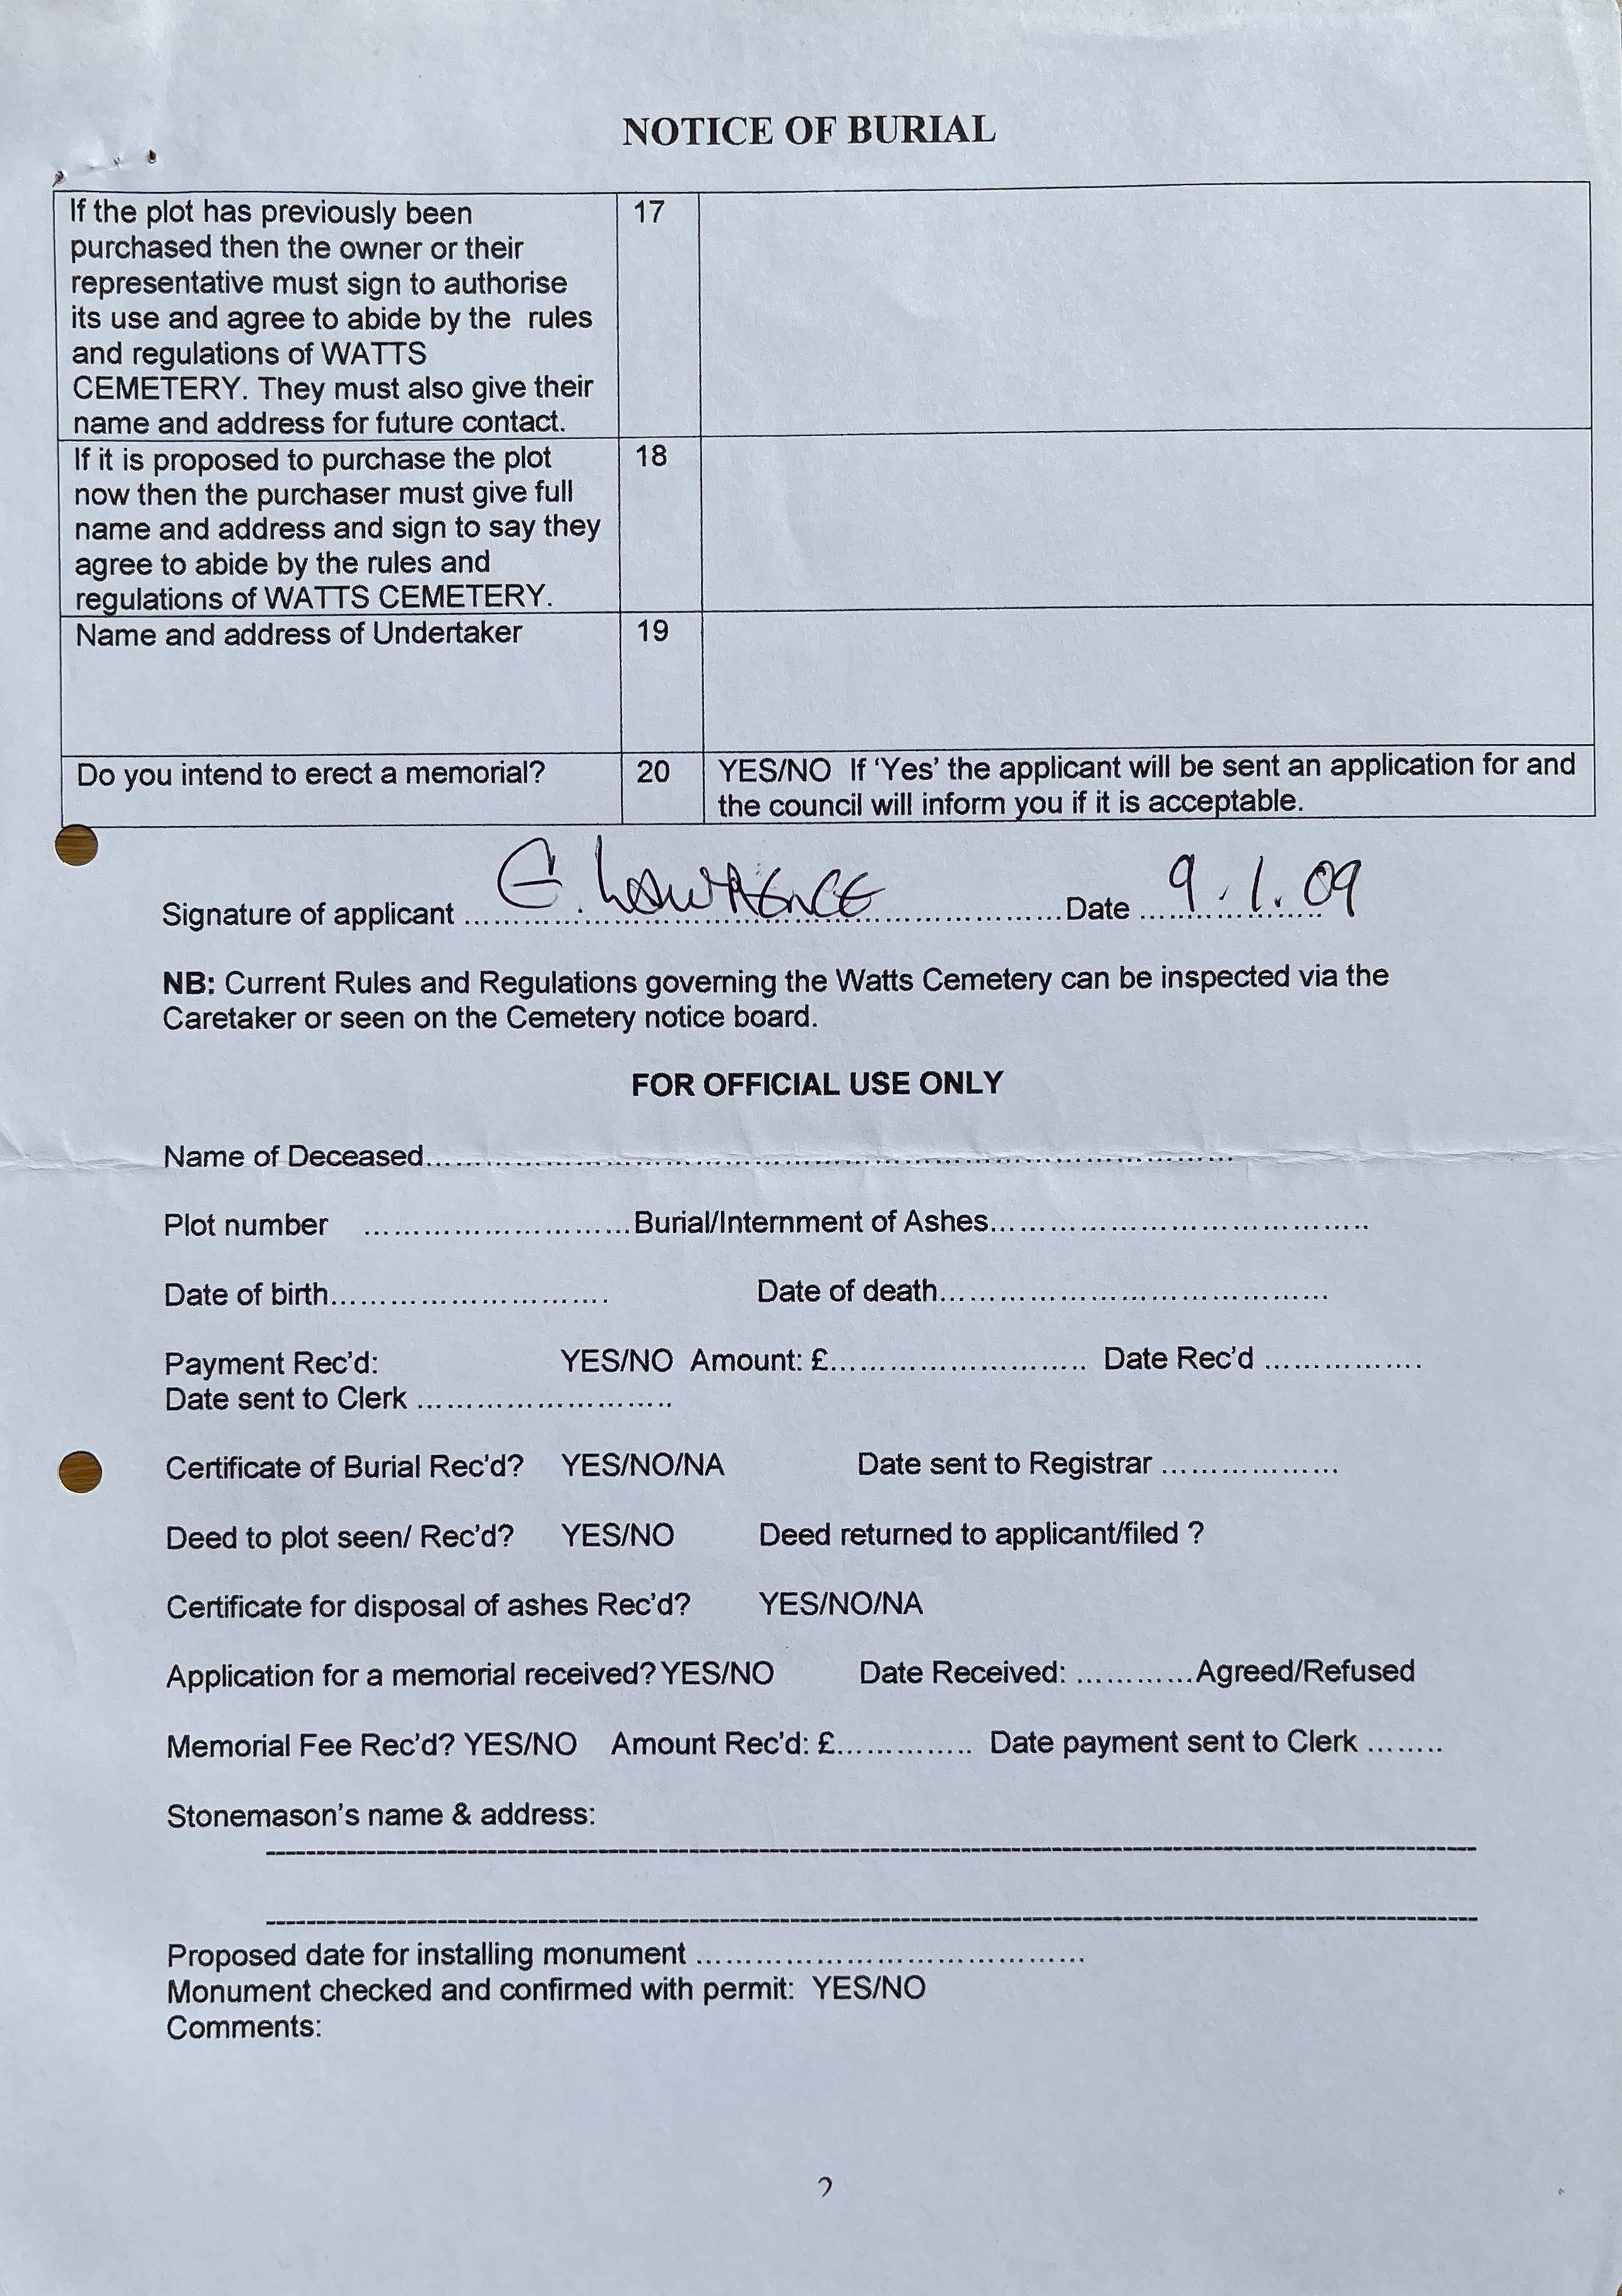 NOTICE OF BURIAL
If the plot has previously been
purchased then the owner or their
representative must sign to authorise
its use and agree to abide by the rules
and regulations of WATTS
CEMETERY. They must also give their
name and address for future contact.
17
If it is proposed to purchase the plot
now then the purchaser must give full
name and address and sign to say they
agree to abide by the rules and
regulations of WATTS CEMETERY.
18
Name and address of Undertaker
19
Do you intend to erect a memorial?
20
YES/NO If ‘Yes’ the applicant will be sent an application for and
the council will inform you if it is acceptable.
Signature of applicant ........ E. LAWRENCE ........ Date ........ 9.1.09
NB: Current Rules and Regulations governing the Watts Cemetery can be inspected via the
Caretaker or seen on the Cemetery notice board.
FOR OFFICIAL USE ONLY
Name of Deceased................................................
Plot number ........................Burial/Internment of Ashes................................
Date of birth........................ Date of death................................
Payment Rec’d: YES/NO Amount: £........................ Date Rec’d ................
Date sent to Clerk ........................
Certificate of Burial Rec’d? YES/NO/NA Date sent to Registrar ................
Deed to plot seen/ Rec’d? YES/NO Deed returned to applicant/filed ?
Certificate for disposal of ashes Rec’d? YES/NO/NA
Application for a memorial received? YES/NO Date Received: ............Agreed/Refused
Memorial Fee Rec’d? YES/NO Amount Rec’d: £.............. Date payment sent to Clerk ........
Stonemason’s name & address:
Proposed date for installing monument ................................
Monument checked and confirmed with permit: YES/NO
Comments:
2